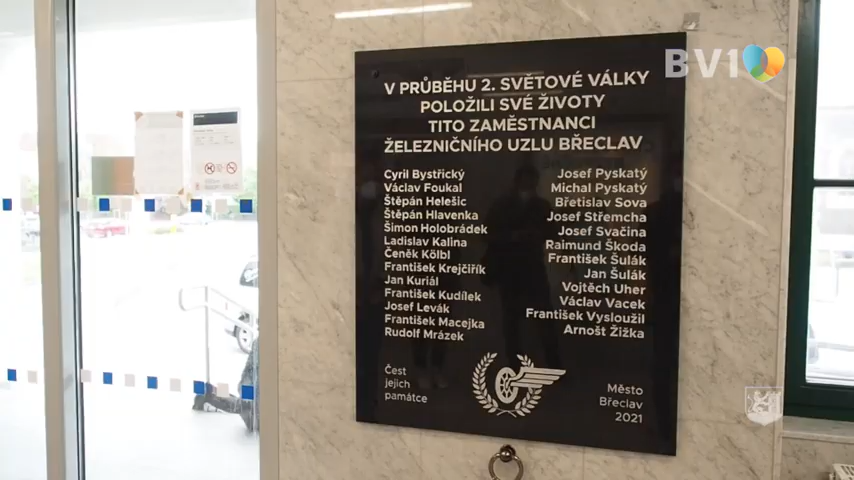 BV1
V PRŮBĚHU 2. SVĚTOVÉ VÁLKY
POLOŽILI SVÉ ŽIVOTY
TITO ZAMĚSTNANCI
ŽELEZNIČNÍHO UZLU BŘECLAV
Cyril Bystřický
Václav Foukal
Štěpán Helešic
Štěpán Hlavenka
Šimon Holobrádek
Ladislav Kalina
Čeněk Kölbl
František Krejčiřík
Jan Kuriál
František Kudílek
Josef Levák
František Macejka
Rudolf Mrázek
Josef Pyskatý
Michal Pyskatý
Břetislav Sova
Josef Střemcha
Josef Svačina
Raimund Škoda
František Šulák
Jan Šulák
Vojtěch Uher
Václav Vacek
František Vysloužil
Arnošt Žižka
Čest
jejich
památce
Město
Břeclav
2021